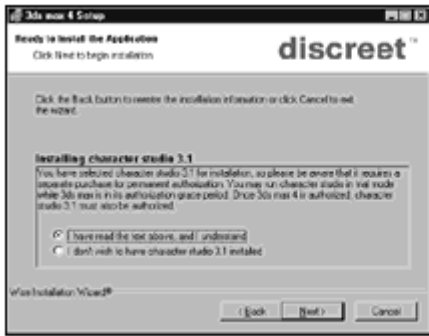 3ds max 4 Setup
Ready to Install the Application
Click Next to begin installation
discreet™
Click the Back button to reenter the installation information or click Cancel to exit
the wizard.
Installing character studio 3.1
You have selected character studio 3.1 for installation, so please be aware that it requires a
separate purchase for permanent authorization. You may run character studio in trial mode
while 3ds max is in its authorization grace period. Once 3ds max 4 is authorized, character
studio 3.1 must also be authorized.
I have read the text above, and I understand
I don't wish to have character studio 3.1 installed
Wise Installation Wizard®
< Back
Next >
Cancel